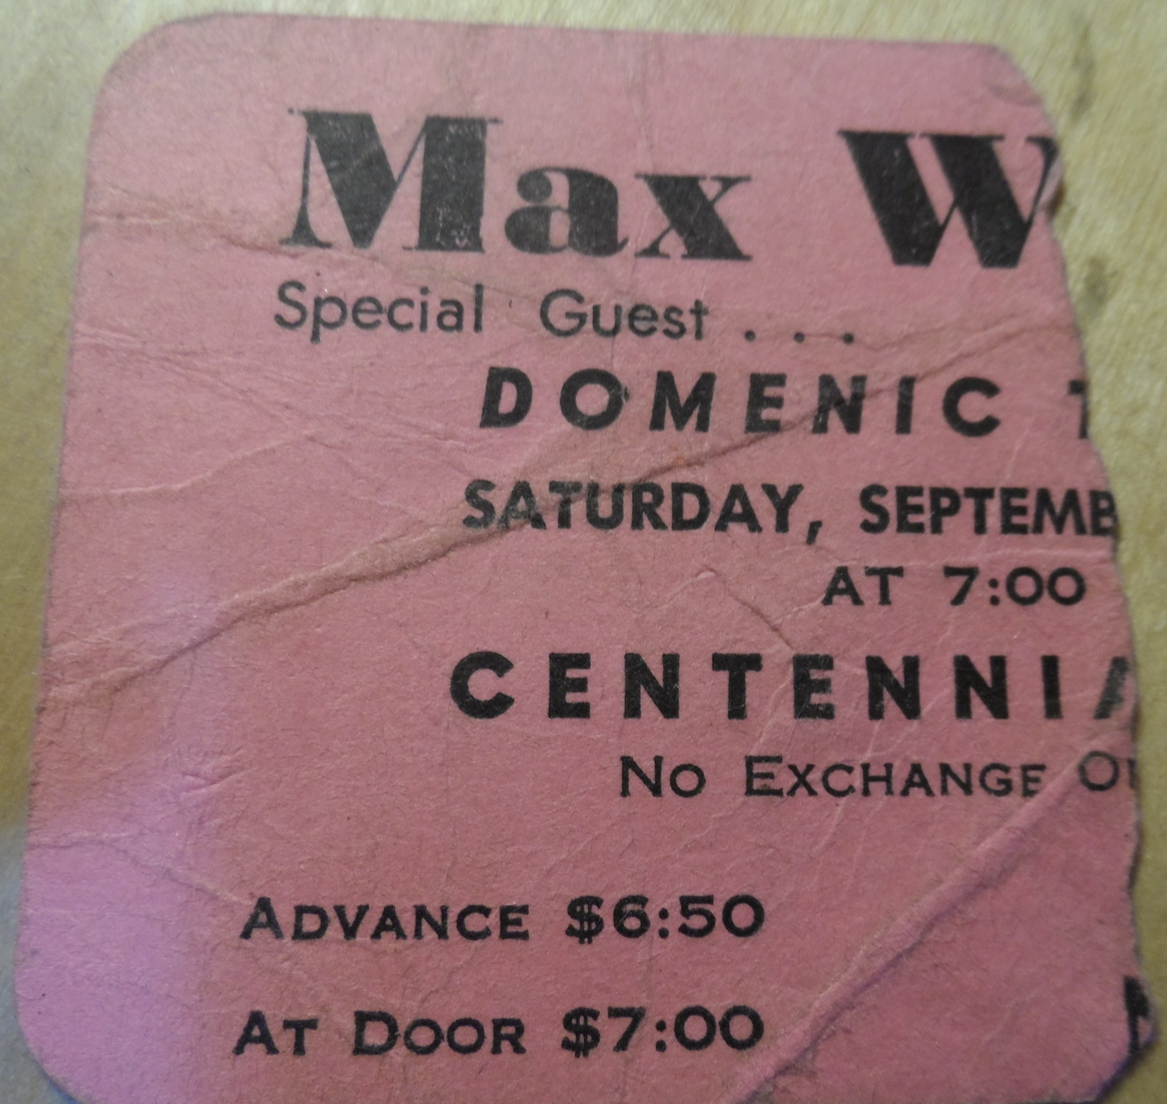 Max W
Special Guest . . .
DOMENIC T
SATURDAY, SEPTEMB
AT 7:00
CENTENNIA
No EXCHANGE O
ADVANCE $6:50
AT DOOR $7:00